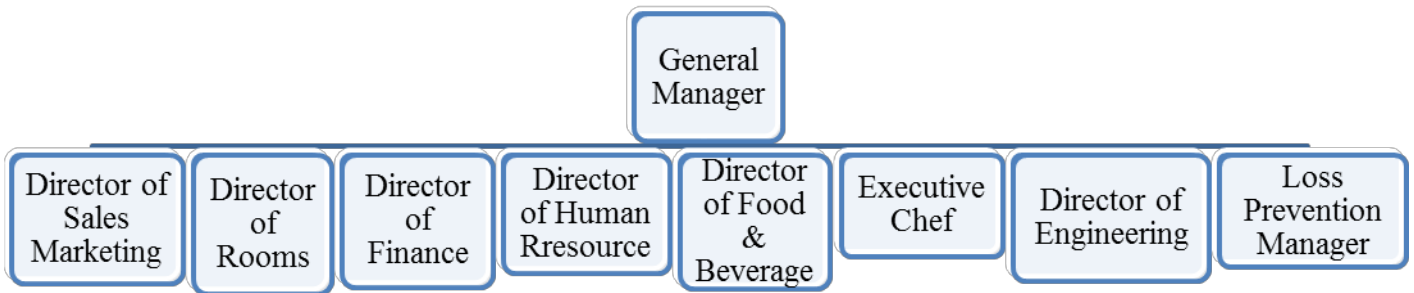 General
Manager
Director of
Sales
Marketing
Director
of
Rooms
Director
of
Finance
Director
of Human
Rresource
Director
of Food
&
Beverage
Executive
Chef
Director of
Engineering
Loss
Prevention
Manager